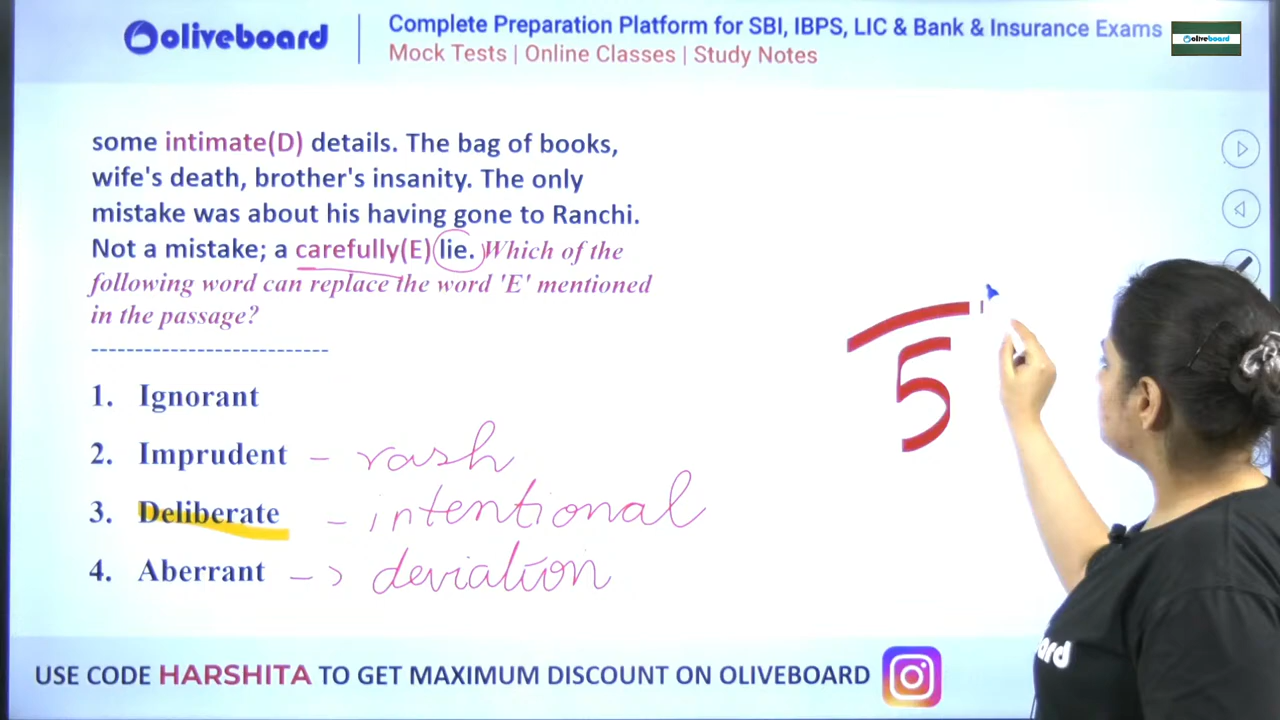 oliveboard
Complete Preparation Platform for SBI, IBPS, LIC & Bank & Insurance Exams
Mock Tests | Online Classes | Study Notes
oliveboard
some intimate(D) details. The bag of books,
wife's death, brother's insanity. The only
mistake was about his having gone to Ranchi.
Not a mistake; a carefully(E) lie. Which of the
following word can replace the word 'E' mentioned
in the passage?
---------------------------
1. Ignorant
2. Imprudent – rash
3. Deliberate – intentional
4. Aberrant –> deviation
5
ard
USE CODE HARSHITA TO GET MAXIMUM DISCOUNT ON OLIVEBOARD